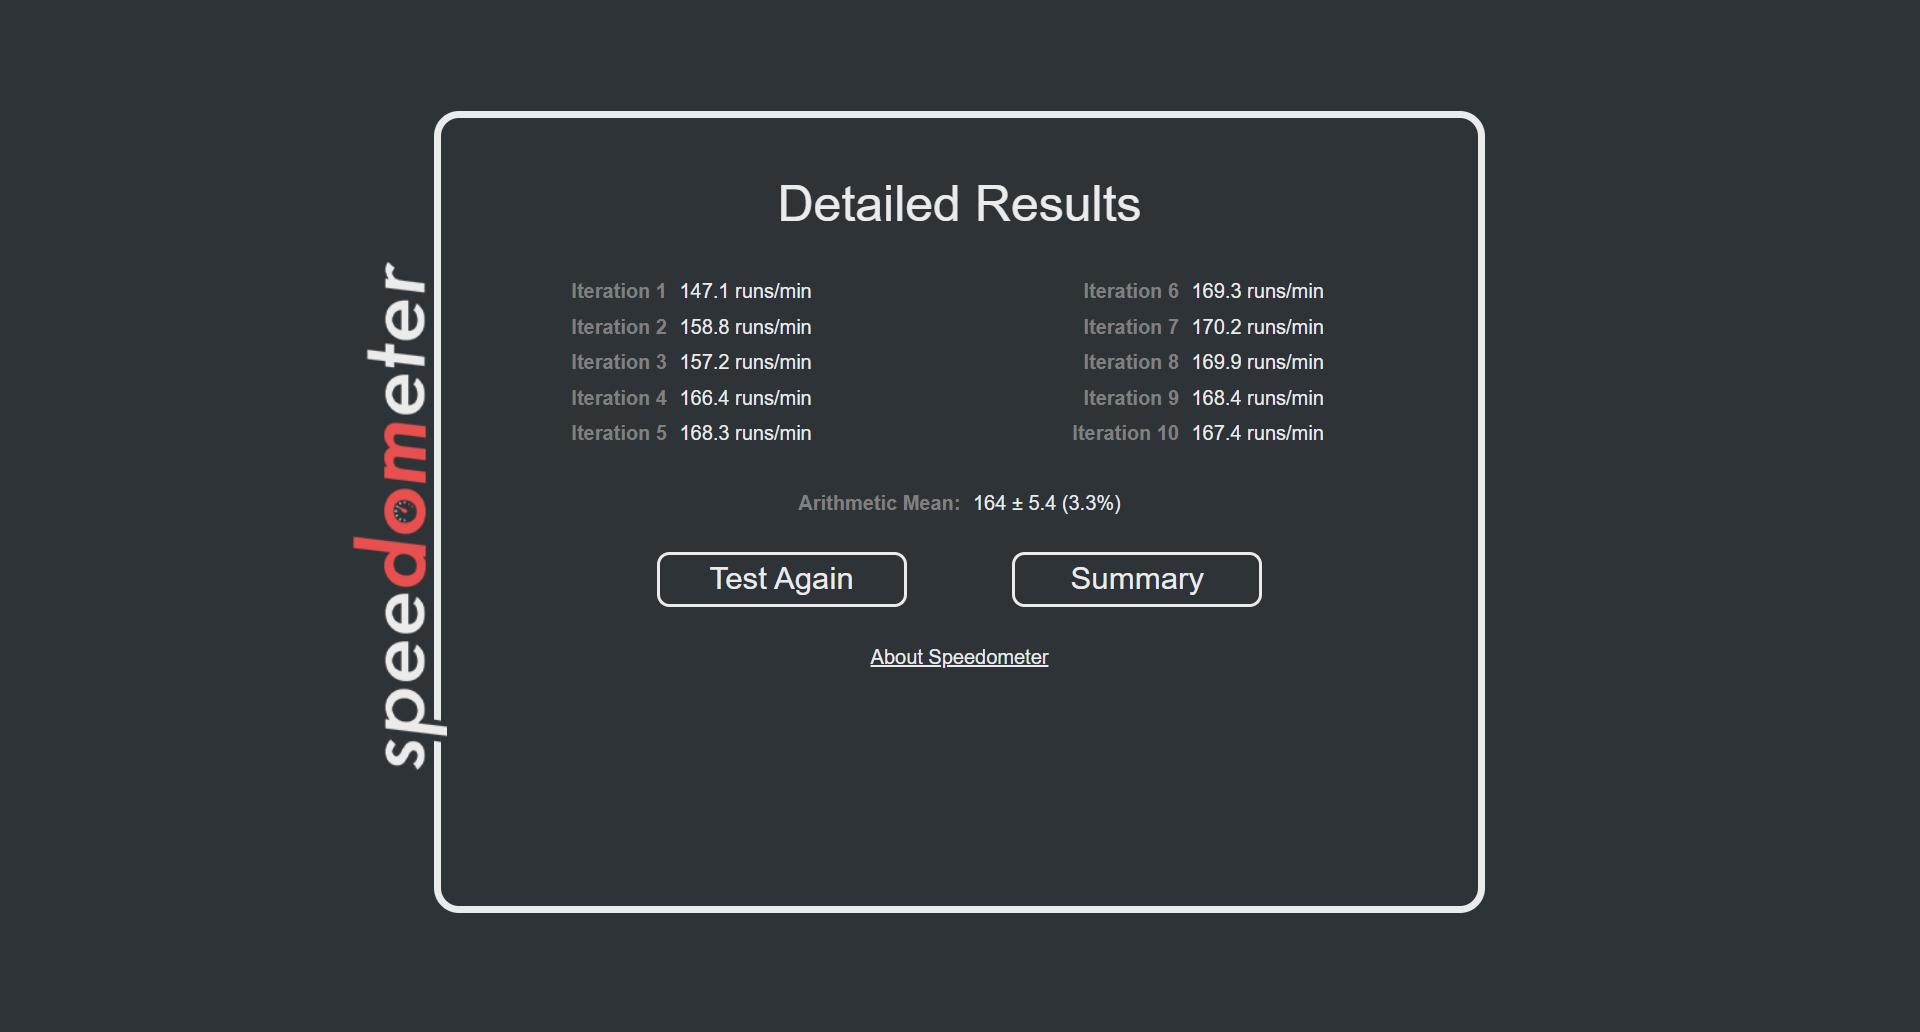 speedometer
Detailed Results
Iteration 1 147.1 runs/min
Iteration 2 158.8 runs/min
Iteration 3 157.2 runs/min
Iteration 4 166.4 runs/min
Iteration 5 168.3 runs/min
Iteration 6 169.3 runs/min
Iteration 7 170.2 runs/min
Iteration 8 169.9 runs/min
Iteration 9 168.4 runs/min
Iteration 10 167.4 runs/min
Arithmetic Mean: 164 ± 5.4 (3.3%)
Test Again
Summary
About Speedometer